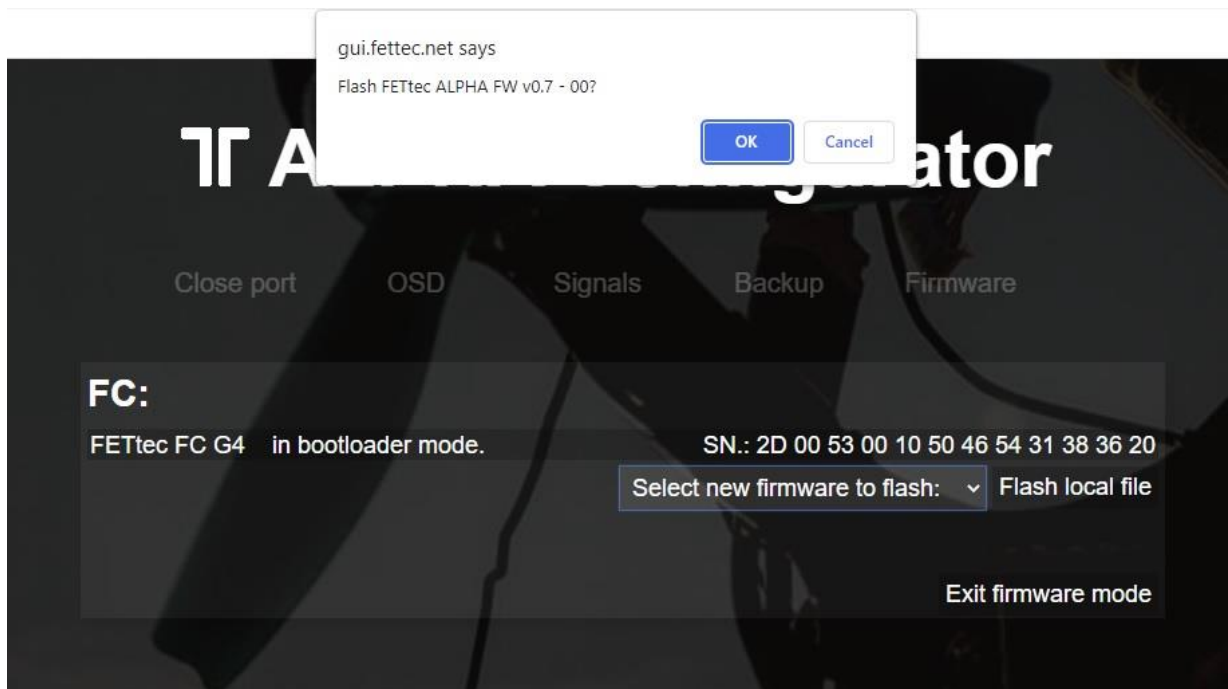 gui.fettec.net says
Flash FETtec ALPHA FW v0.7 - 00?
OK Cancel
ator
Close port OSD Signals Backup Firmware
FC:
FETtec FC G4 in bootloader mode. SN.: 2D 00 53 00 10 50 46 54 31 38 36 20
Select new firmware to flash: Flash local file
Exit firmware mode